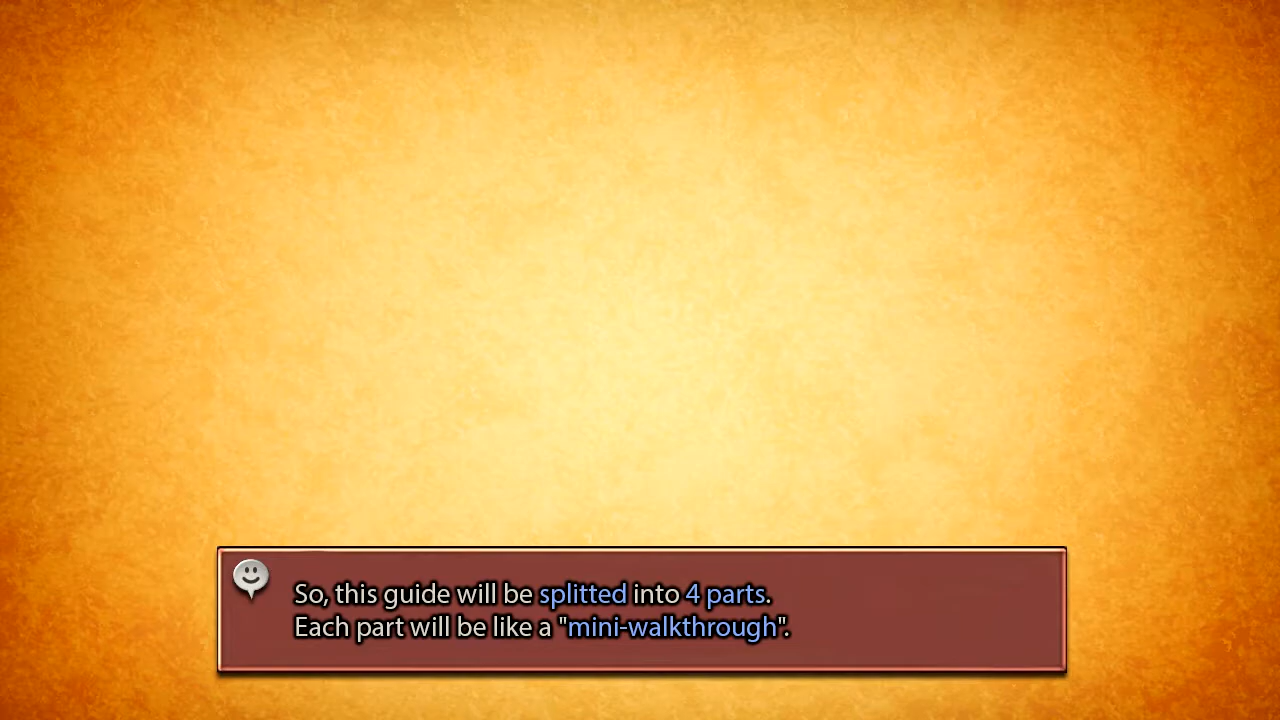 So, this guide will be splitted into 4 parts.
Each part will be like a "mini-walkthrough".